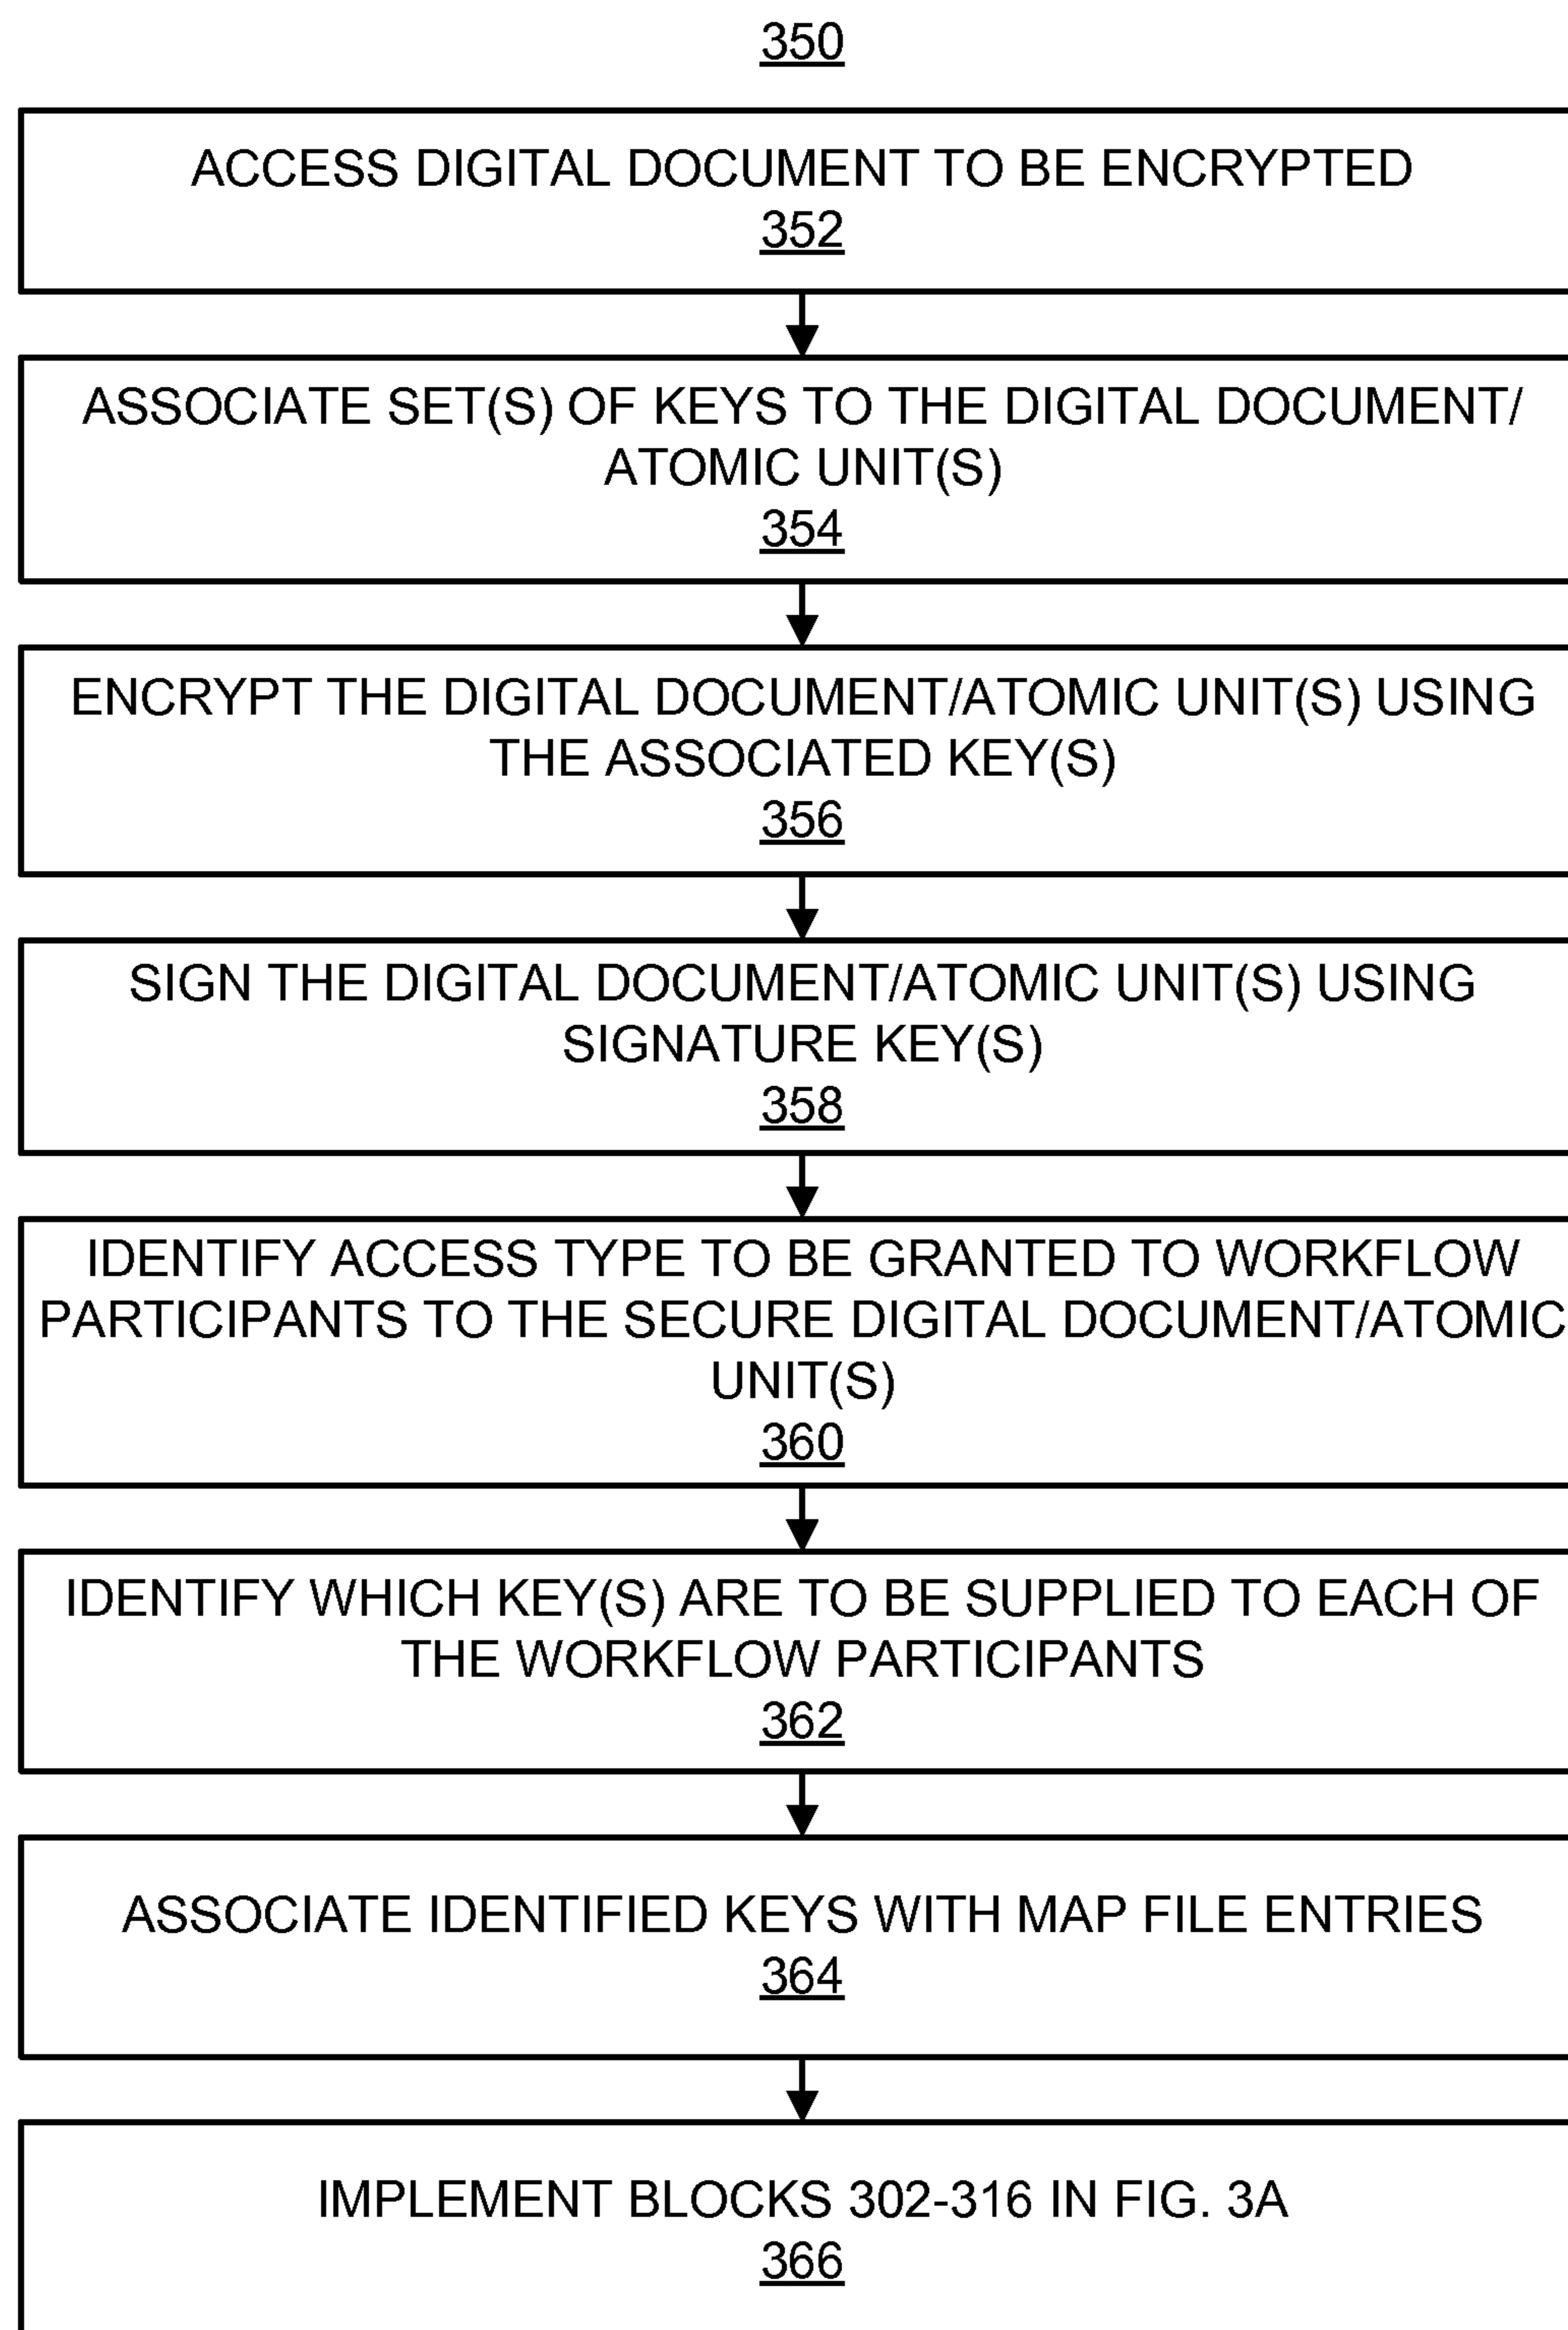 350
ACCESS DIGITAL DOCUMENT TO BE ENCRYPTED
352
ASSOCIATE SET(S) OF KEYS TO THE DIGITAL DOCUMENT/
ATOMIC UNIT(S)
354
ENCRYPT THE DIGITAL DOCUMENT/ATOMIC UNIT(S) USING
THE ASSOCIATED KEY(S)
356
SIGN THE DIGITAL DOCUMENT/ATOMIC UNIT(S) USING
SIGNATURE KEY(S)
358
IDENTIFY ACCESS TYPE TO BE GRANTED TO WORKFLOW
PARTICIPANTS TO THE SECURE DIGITAL DOCUMENT/ATOMIC
UNIT(S)
360
IDENTIFY WHICH KEY(S) ARE TO BE SUPPLIED TO EACH OF
THE WORKFLOW PARTICIPANTS
362
ASSOCIATE IDENTIFIED KEYS WITH MAP FILE ENTRIES
364
IMPLEMENT BLOCKS 302-316 IN FIG. 3A
366